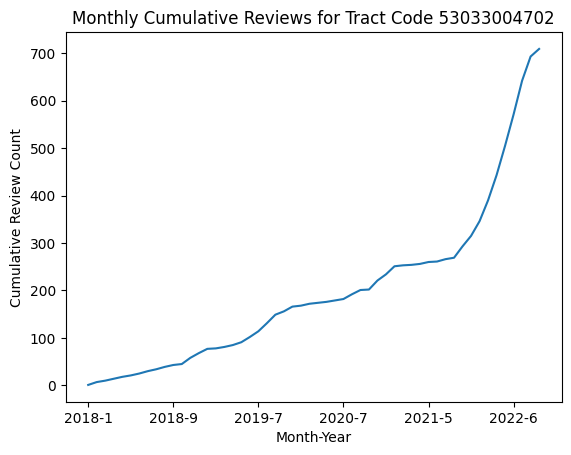 Monthly Cumulative Reviews for Tract Code 53033004702
Cumulative Review Count
700
600
500
400
300
200
100
0
2018-1 2018-9 2019-7 2020-7 2021-5 2022-6
Month-Year